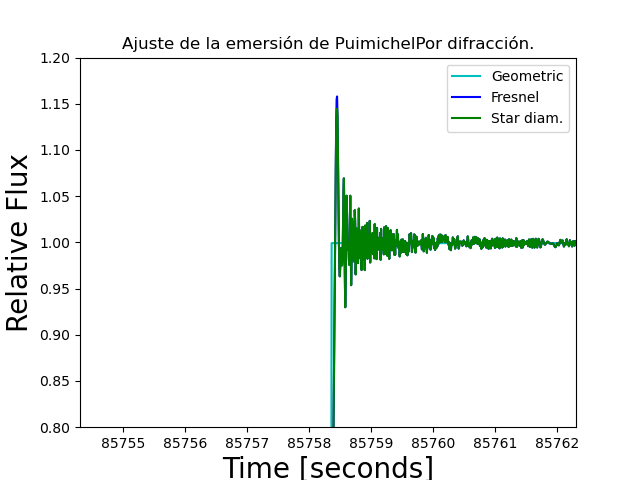 Ajuste de la emersión de PuimichelPor difracción.
Relative Flux
1.20
1.15
1.10
1.05
1.00
0.95
0.90
0.85
0.80
Geometric
Fresnel
Star diam.
85755 85756 85757 85758 85759 85760 85761 85762
Time [seconds]